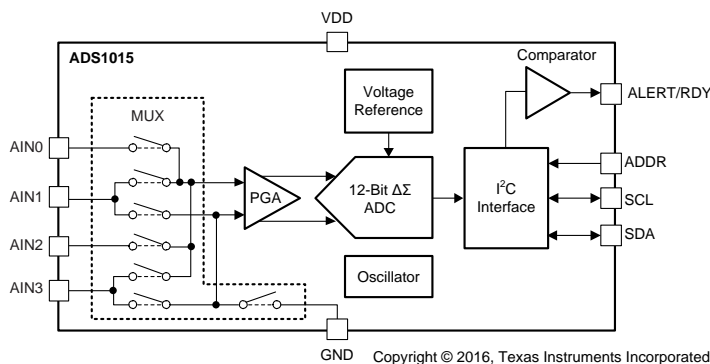 VDD
ADS1015
Comparator
Voltage
Reference
ALERT/RDY
MUX
AIN0
ADDR
AIN1
PGA
12-Bit ΔΣ
ADC
I²C
Interface
SCL
AIN2
SDA
Oscillator
AIN3
GND
Copyright © 2016, Texas Instruments Incorporated